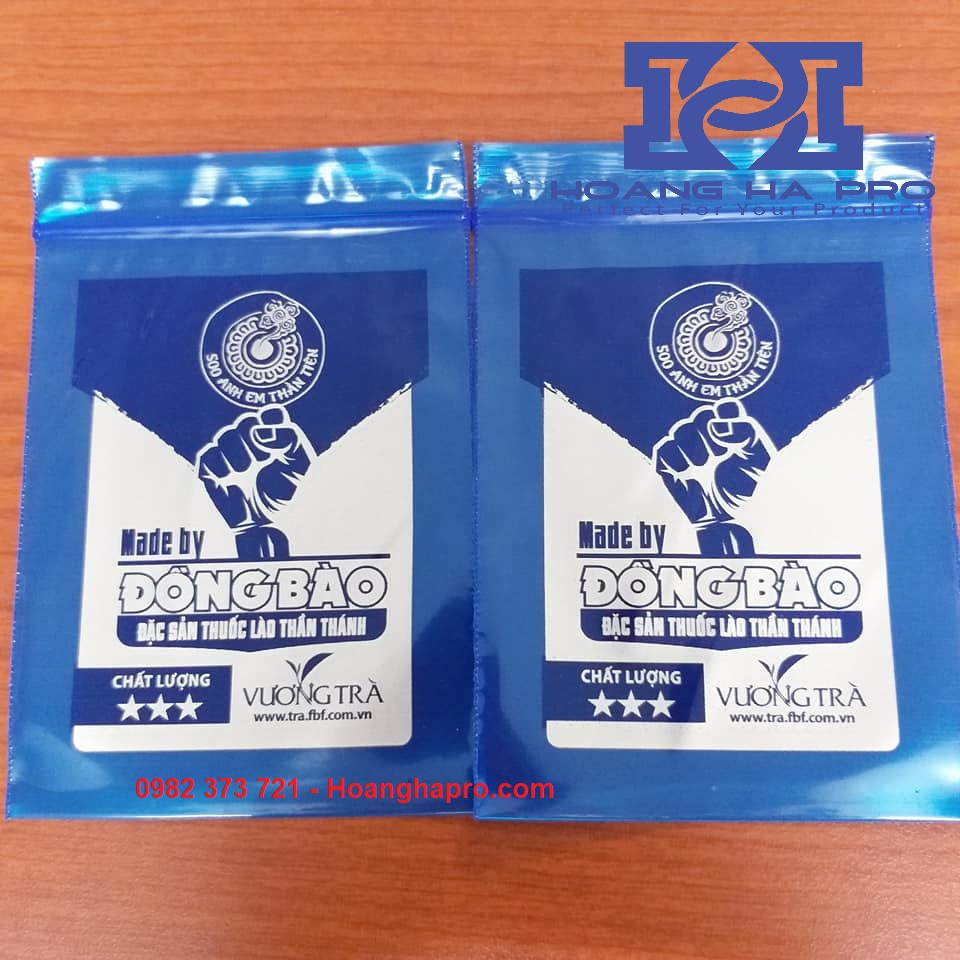 HOANG HA PRO
Perfect For Your Product
500 ANH EM THẦN TIÊN
Made by
ĐỒNG BÀO
ĐẶC SẢN THUỐC LÀO THẦN THÁNH
CHẤT LƯỢNG
VƯƠNG TRÀ
www.tra.fbf.com.vn
500 ANH EM THẦN TIÊN
Made by
ĐỒNG BÀO
ĐẶC SẢN THUỐC LÀO THẦN THÁNH
CHẤT LƯỢNG
VƯƠNG TRÀ
www.tra.fbf.com.vn
0982 373 721 - Hoanghapro.com